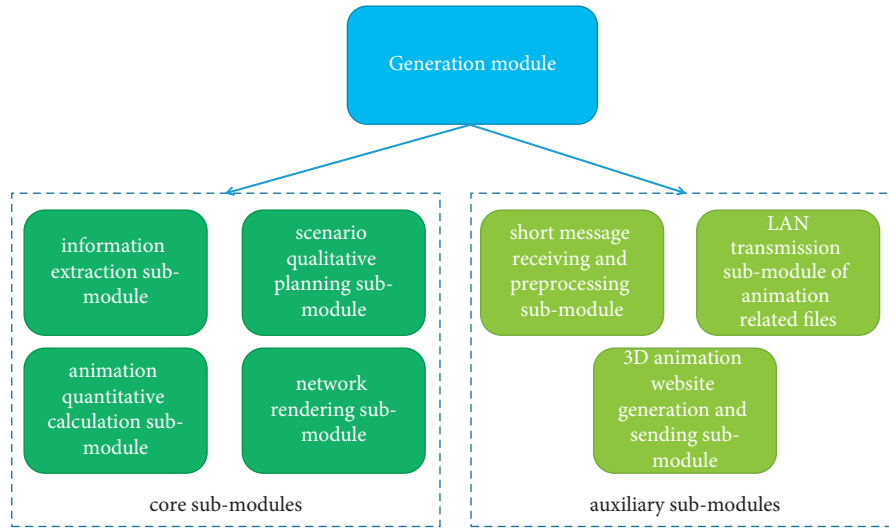 Generation module
information
extraction sub-
module
scenario
qualitative
planning sub-
module
animation
quantitative
calculation sub-
module
network
rendering sub-
module
core sub-modules
short message
receiving and
preprocessing
sub-module
LAN
transmission
sub-module of
animation
related files
3D animation
website
generation and
sending sub-
module
auxiliary sub-modules